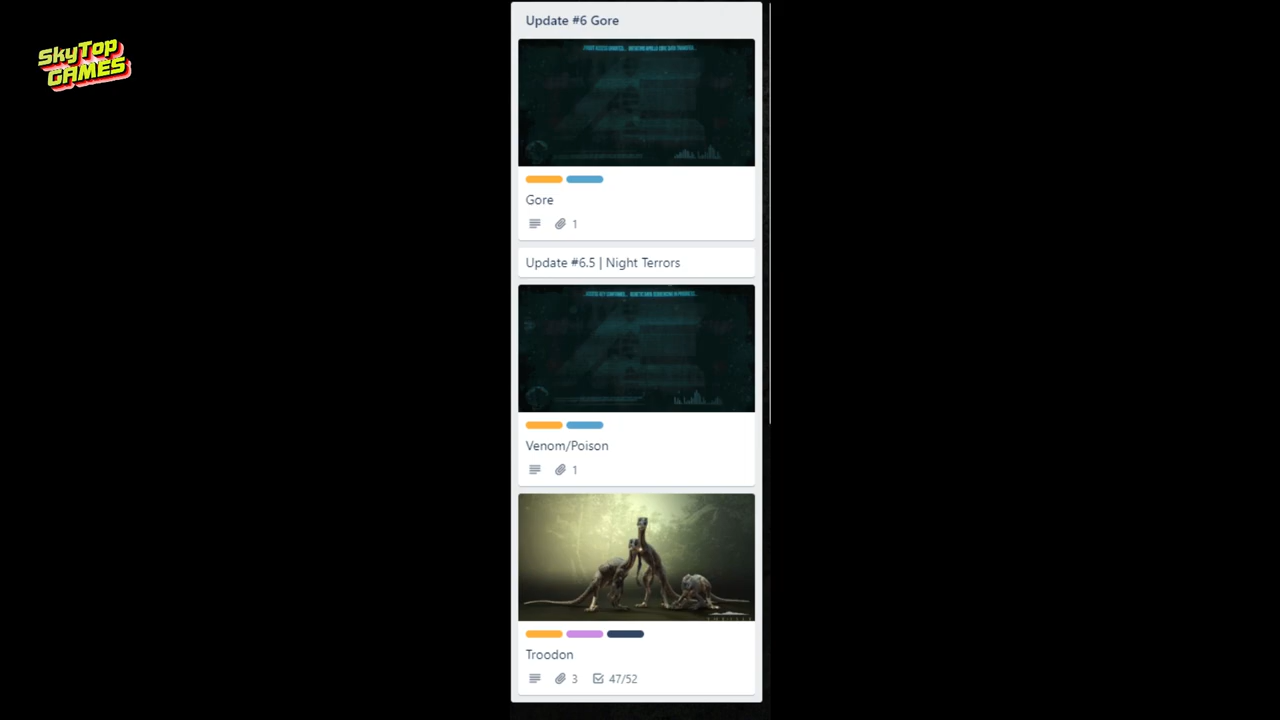 SkyTop
GAMES
Update #6 Gore
Gore
1
Update #6.5 | Night Terrors
Venom/Poison
1
Troodon
3 47/52